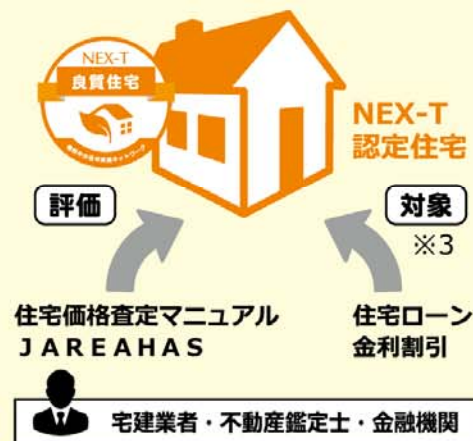 NEX-T
良質住宅
NEX-T
認定住宅
評価
対象
※3
住宅価格査定マニュアル
JAREAHAS
住宅ローン
金利割引
宅建業者・不動産鑑定士・金融機関